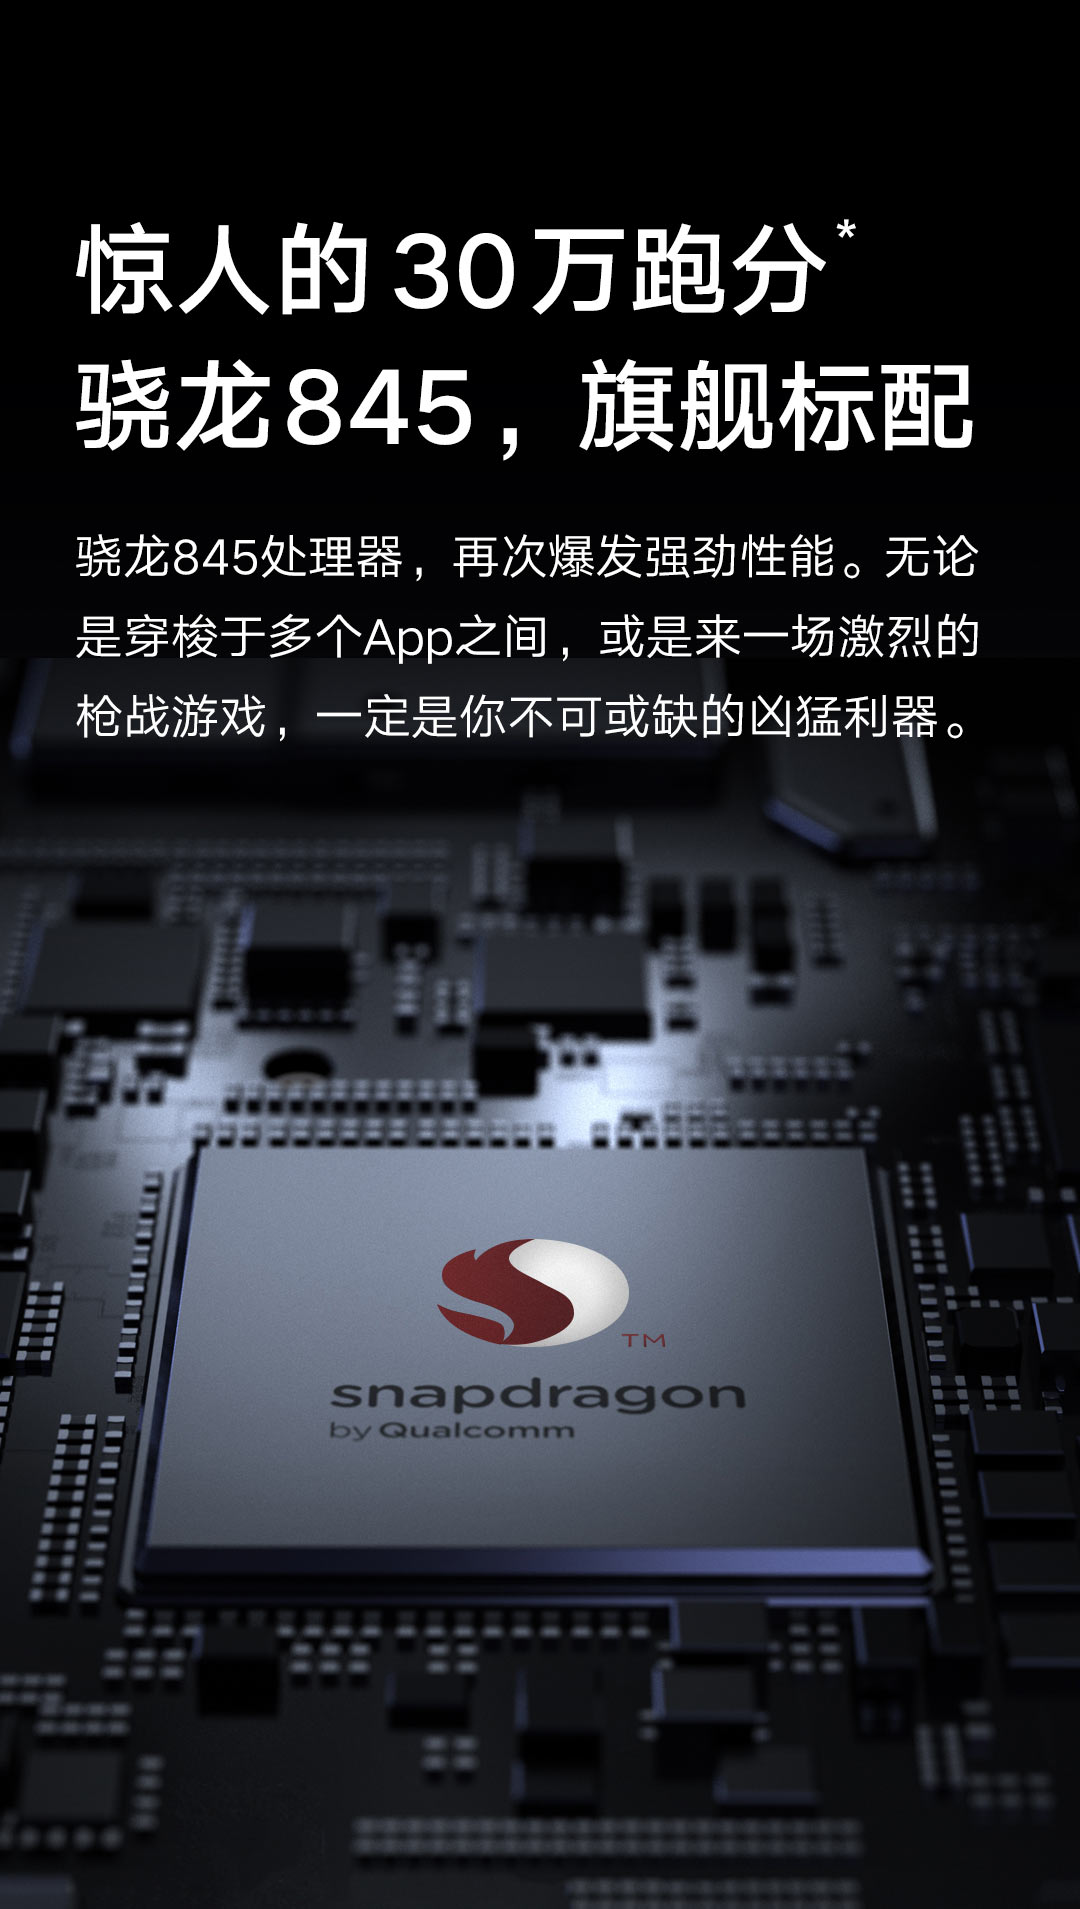 惊人的30万跑分*
骁龙845，旗舰标配
骁龙845处理器，再次爆发强劲性能。无论
是穿梭于多个App之间，或是来一场激烈的
枪战游戏，一定是你不可或缺的凶猛利器。
TM
snapdragon
by Qualcomm